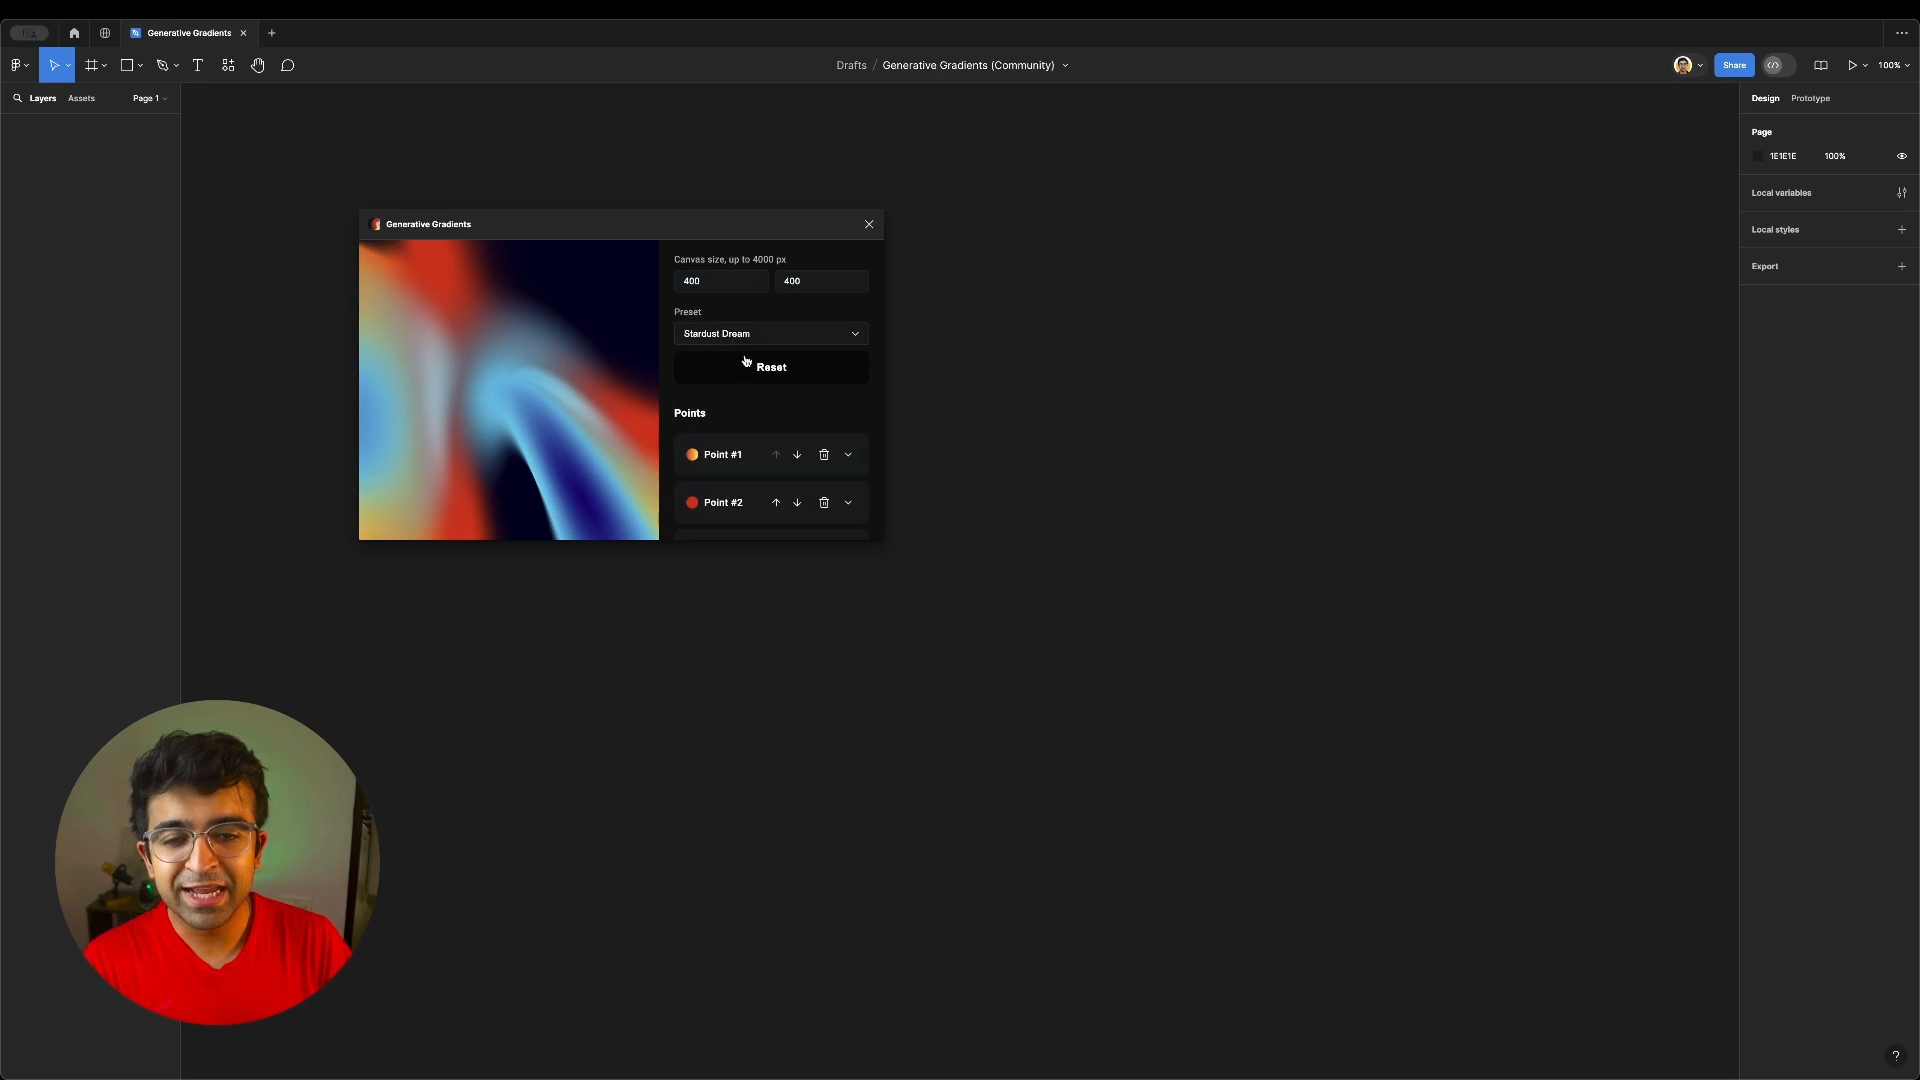 Generative Gradients
Drafts / Generative Gradients (Community)
Share
100%
Layers Assets Page 1
Design Prototype
Page
1E1E1E 100%
Local variables
Local styles
Export
Generative Gradients
Canvas size, up to 4000 px
400 400
Preset
Stardust Dream
Reset
Points
Point #1
Point #2
?